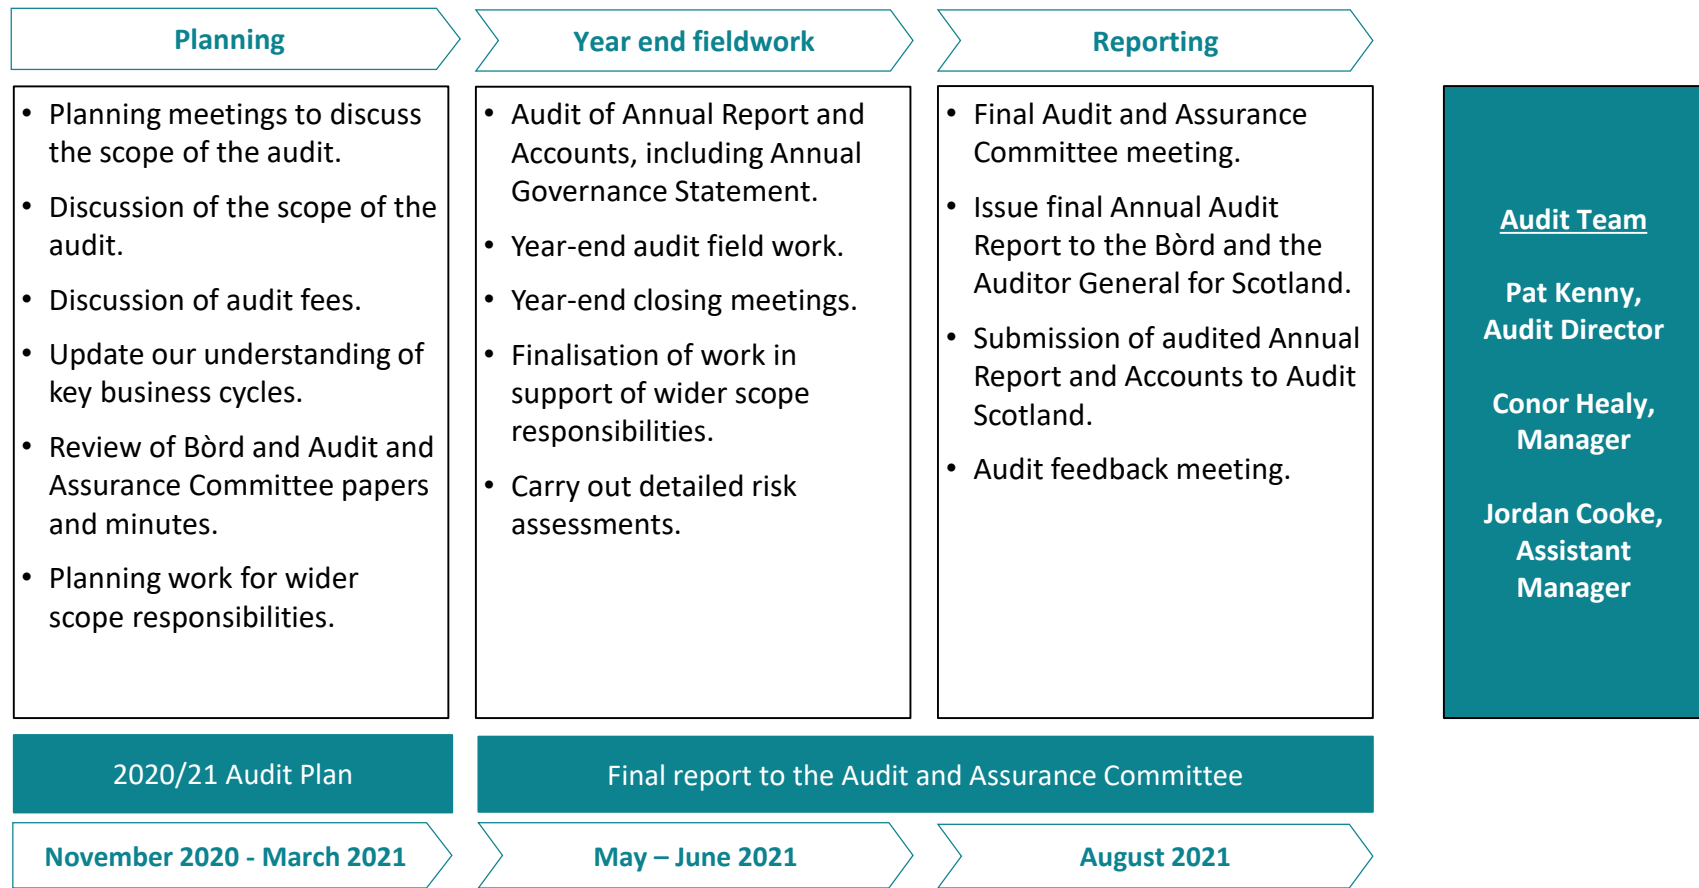 Planning
Year end fieldwork
Reporting
• Planning meetings to discuss
the scope of the audit.
• Discussion of the scope of the
audit.
• Discussion of audit fees.
• Update our understanding of
key business cycles.
• Review of Bòrd and Audit and
Assurance Committee papers
and minutes.
• Planning work for wider
scope responsibilities.
• Audit of Annual Report and
Accounts, including Annual
Governance Statement.
• Year-end audit field work.
• Year-end closing meetings.
• Finalisation of work in
support of wider scope
responsibilities.
• Carry out detailed risk
assessments.
• Final Audit and Assurance
Committee meeting.
• Issue final Annual Audit
Report to the Bòrd and the
Auditor General for Scotland.
• Submission of audited Annual
Report and Accounts to Audit
Scotland.
• Audit feedback meeting.
Audit Team
Pat Kenny,
Audit Director
Conor Healy,
Manager
Jordan Cooke,
Assistant
Manager
2020/21 Audit Plan
Final report to the Audit and Assurance Committee
November 2020 - March 2021
May – June 2021
August 2021